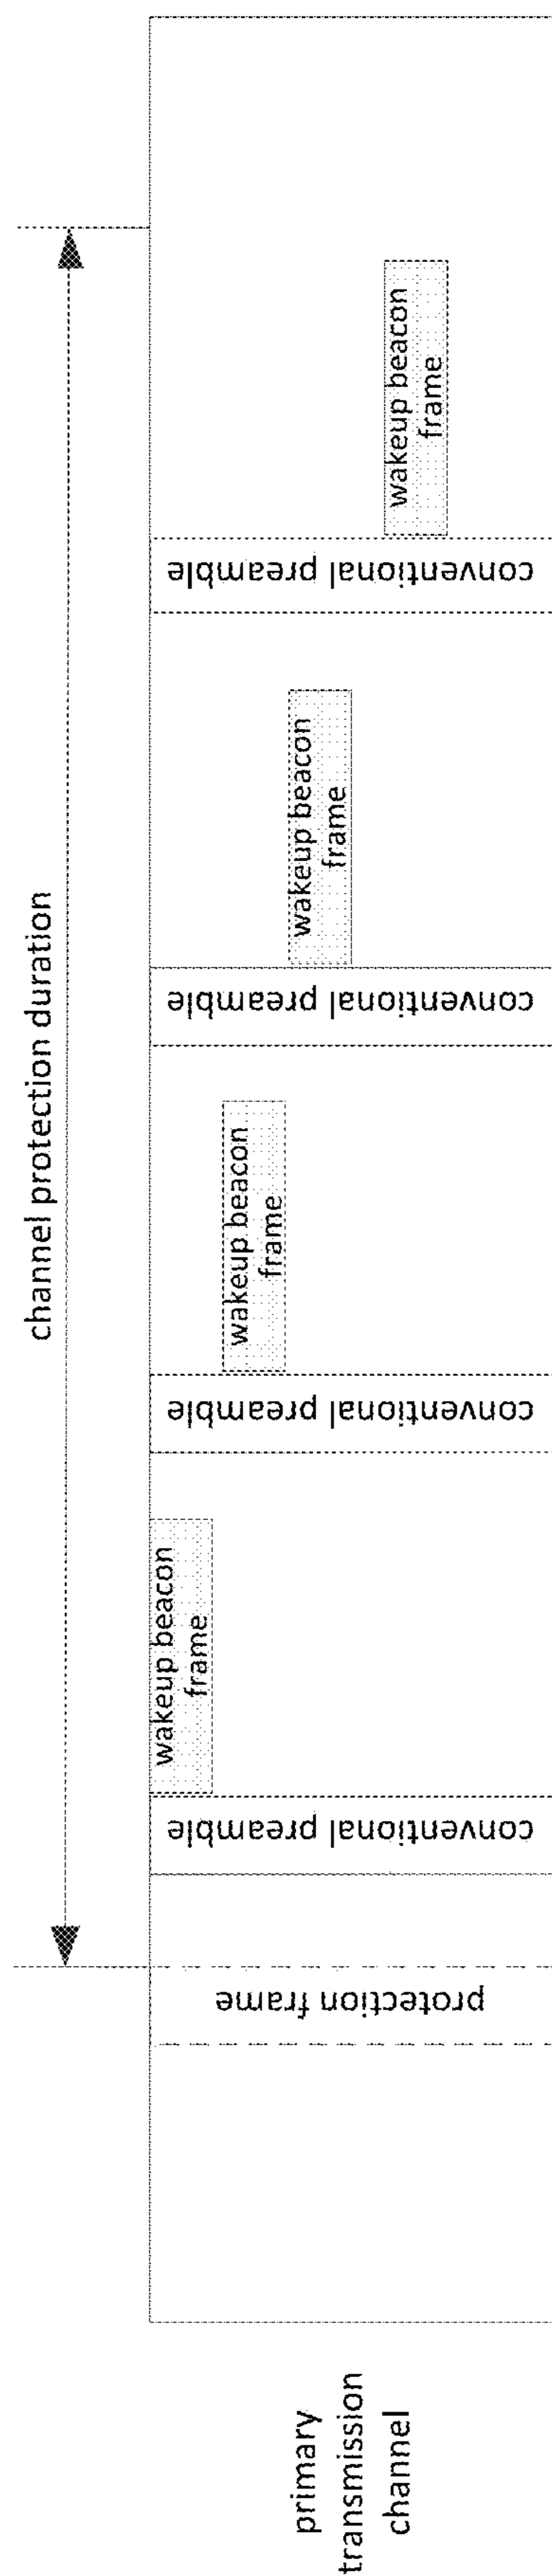 channel protection duration
primary
transmission
channel
protection frame
conventional preamble
wakeup beacon
frame
conventional preamble
wakeup beacon
frame
conventional preamble
wakeup beacon
frame
conventional preamble
wakeup beacon
frame